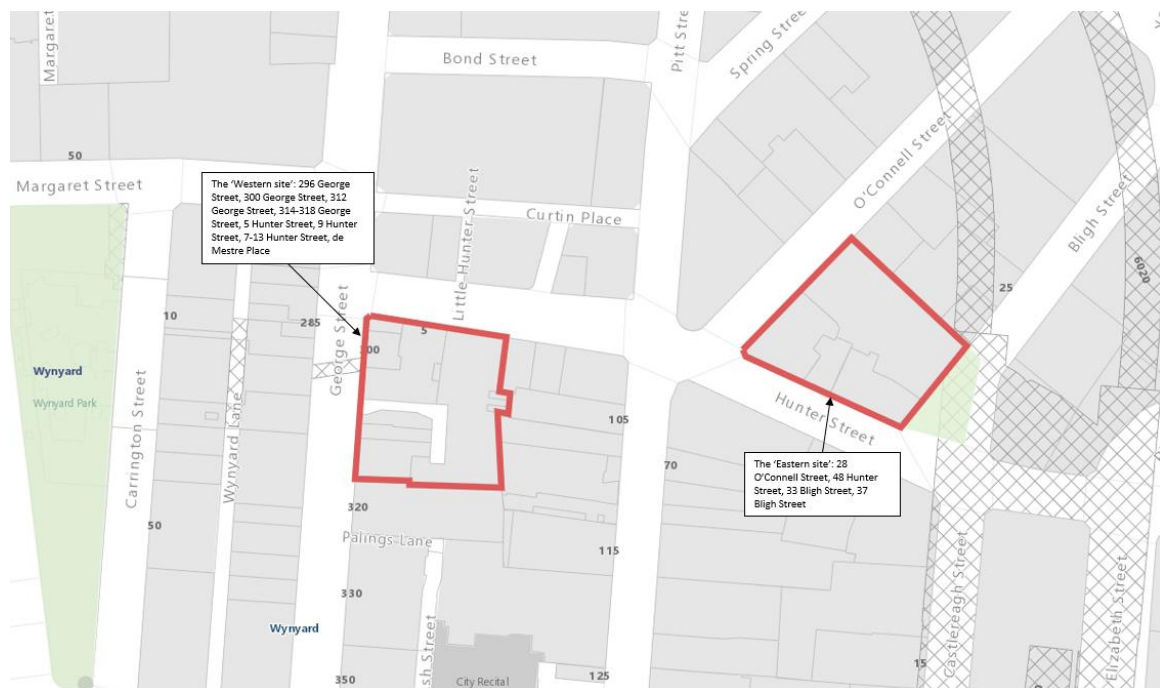 Margaret
Bond Street
Pitt Stre
Spring Street
50
Margaret Street
The 'Western site': 296 George
Street, 300 George Street, 312
George Street, 314-318 George
Street, 5 Hunter Street, 9 Hunter
Street, 7-13 Hunter Street, de
Mestre Place
Little Hunter Street
Curtin Place
O'Connell Street
Bligh Street
6020
25
10
285
George Street
5
00
Wynyard
Wynyard Park
Carrington Street
Wynyard Lane
105
Hunter Street
70
The 'Eastern site': 28
O'Connell Street, 48 Hunter
Street, 33 Bligh Street, 37
Bligh Street
320
50
Palings Lane
115
330
Wynyard
sh Street
Castlereagh Street
Elizabeth Street
350
City Recital
125
15